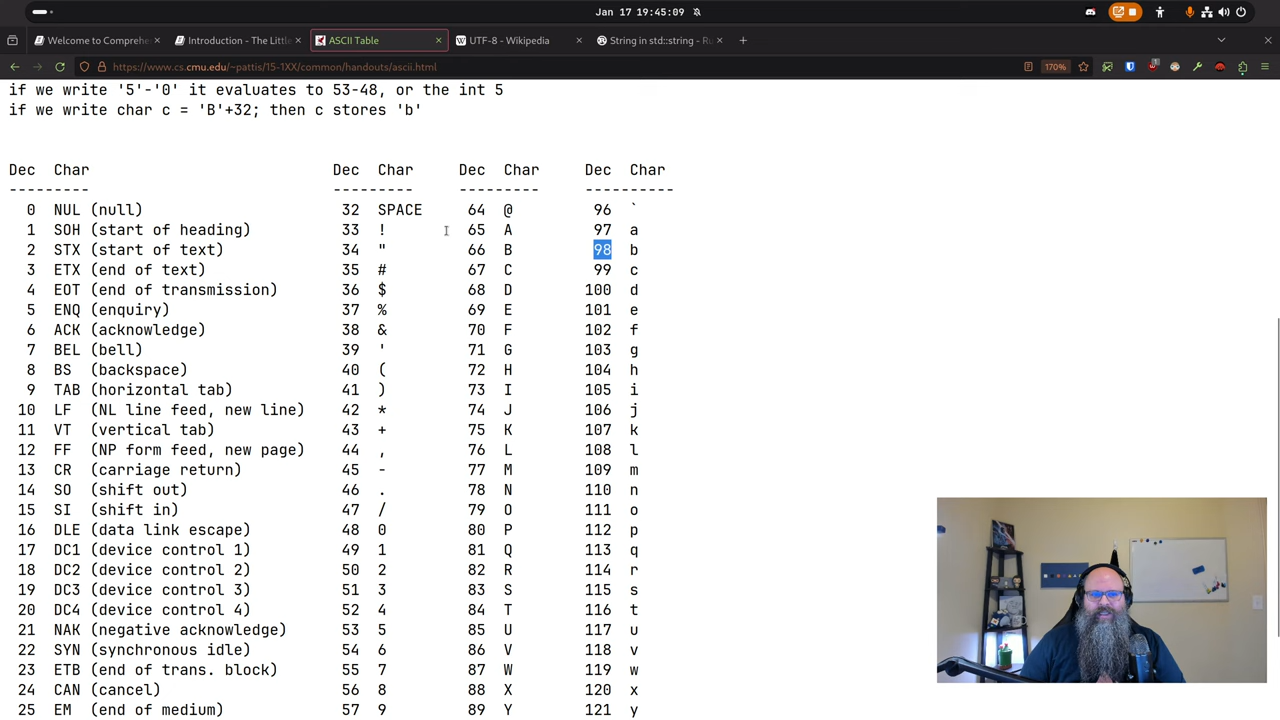 Jan 17 19:45:09
Welcome to Comprehen
Introduction - The Little
ASCII Table
UTF-8 - Wikipedia
String in std::string - Ru
https://www.cs.cmu.edu/~pattis/15-1XX/common/handouts/ascii.html
170%
if we write '5'-'0' it evaluates to 53-48, or the int 5
if we write char c = 'B'+32; then c stores 'b'
Dec Char Dec Char Dec Char Dec Char
--------- --------- --------- ----------
0 NUL (null) 32 SPACE 64 @ 96 `
1 SOH (start of heading) 33 ! 65 A 97 a
2 STX (start of text) 34 " 66 B 98 b
3 ETX (end of text) 35 # 67 C 99 c
4 EOT (end of transmission) 36 $ 68 D 100 d
5 ENQ (enquiry) 37 % 69 E 101 e
6 ACK (acknowledge) 38 & 70 F 102 f
7 BEL (bell) 39 ' 71 G 103 g
8 BS (backspace) 40 ( 72 H 104 h
9 TAB (horizontal tab) 41 ) 73 I 105 i
10 LF (NL line feed, new line) 42 * 74 J 106 j
11 VT (vertical tab) 43 + 75 K 107 k
12 FF (NP form feed, new page) 44 , 76 L 108 l
13 CR (carriage return) 45 - 77 M 109 m
14 SO (shift out) 46 . 78 N 110 n
15 SI (shift in) 47 / 79 O 111 o
16 DLE (data link escape) 48 0 80 P 112 p
17 DC1 (device control 1) 49 1 81 Q 113 q
18 DC2 (device control 2) 50 2 82 R 114 r
19 DC3 (device control 3) 51 3 83 S 115 s
20 DC4 (device control 4) 52 4 84 T 116 t
21 NAK (negative acknowledge) 53 5 85 U 117 u
22 SYN (synchronous idle) 54 6 86 V 118 v
23 ETB (end of trans. block) 55 7 87 W 119 w
24 CAN (cancel) 56 8 88 X 120 x
25 EM (end of medium) 57 9 89 Y 121 y